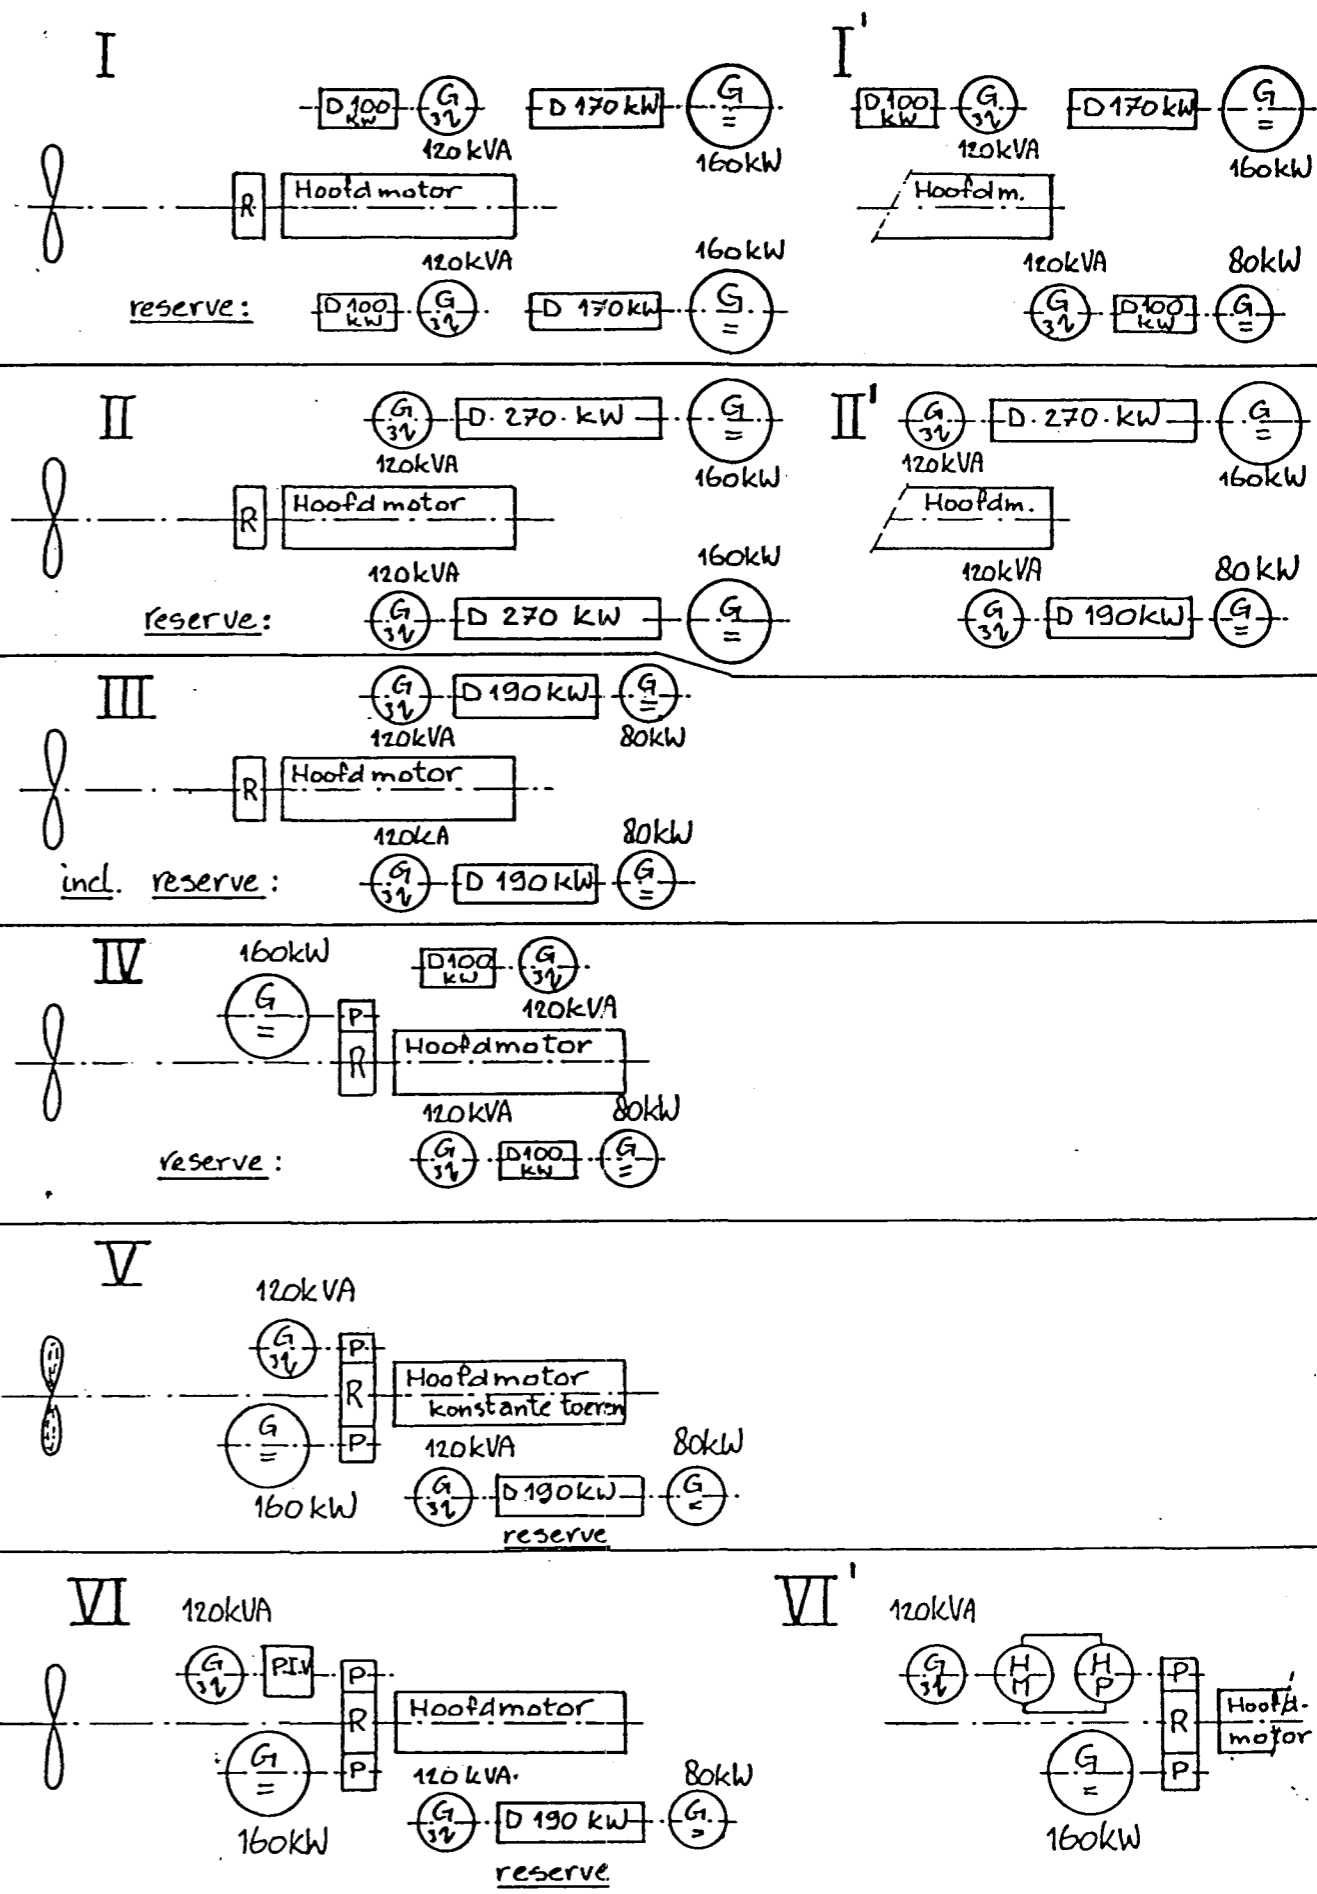 I
D 100 kW
G 3~
120 kVA
D 170 kW
G =
160 kW
R
Hoofdmotor
reserve:
D 100 kW
120 kVA
G 3~
D 170 kW
160 kW
G =
I'
D 100 kW
G 3~
120 kVA
D 170 kW
G =
160 kW
Hoofdm.
120 kVA
G 3~
D 100 kW
80 kW
G =
II
G 3~
120 kVA
D. 270. kW
G =
160 kW
R
Hoofdmotor
reserve:
120 kVA
G 3~
D 270 kW
160 kW
G =
II'
G 3~
120 kVA
D. 270. kW
G =
160 kW
Hoofdm.
120 kVA
G 3~
D 190 kW
80 kW
G =
III
G 3~
120 kVA
D 190 kW
G =
80 kW
R
Hoofdmotor
incl. reserve:
120 kA
G 3~
D 190 kW
80 kW
G =
IV
160 kW
G =
D 100 kW
G 3~
120 kVA
P
R
Hoofdmotor
reserve:
120 kVA
G 3~
D 100 kW
80 kW
G =
V
120 kVA
G 3~
P
R
P
Hoofdmotor
konstante toeren
G =
160 kW
120 kVA
G 3~
D 190 kW
80 kW
G =
reserve
VI
120 kVA
G 3~
P.I.V
P
R
P
Hoofdmotor
G =
160 kW
120 kVA.
G 3~
D 190 kW
80 kW
G =
reserve
VI'
120 kVA
G 3~
H M
H P
P
R
P
Hoofd-
motor
G =
160 kW